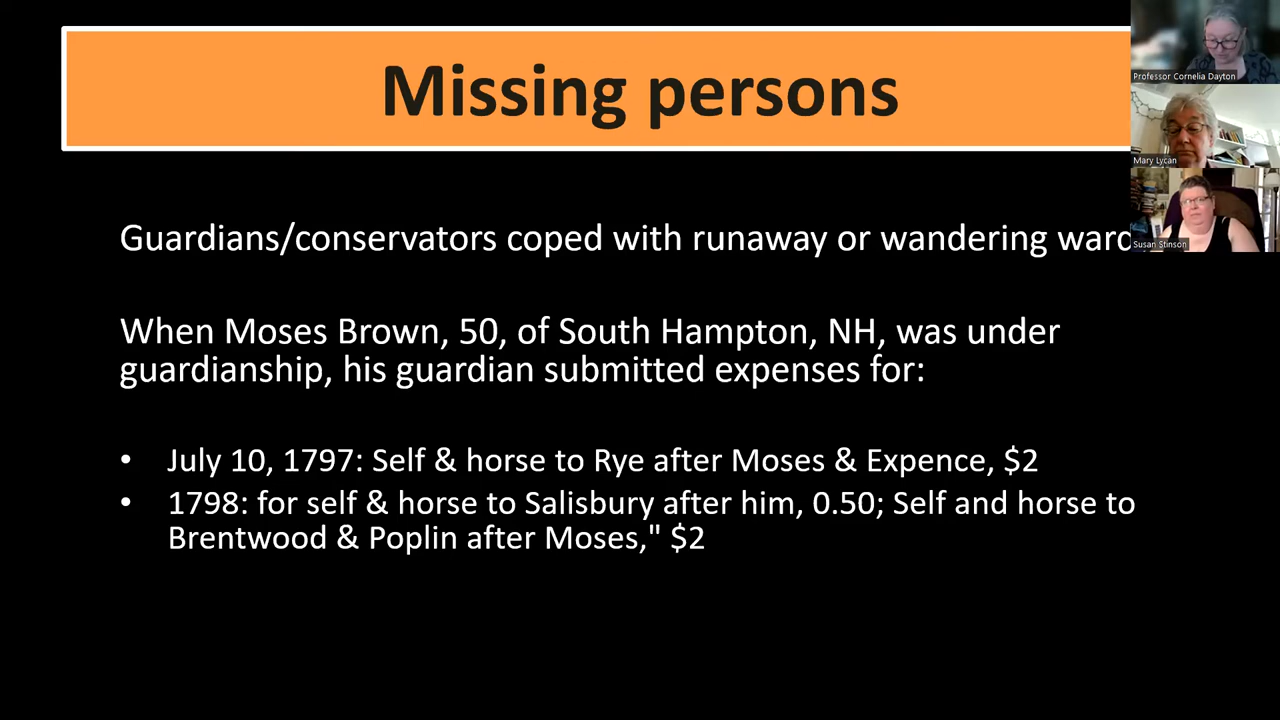 Missing persons
Professor Cornelia Dayton
Mary Lycan
Susan Stinson
Guardians/conservators coped with runaway or wandering ward
When Moses Brown, 50, of South Hampton, NH, was under
guardianship, his guardian submitted expenses for:
• July 10, 1797: Self & horse to Rye after Moses & Expence, $2
• 1798: for self & horse to Salisbury after him, 0.50; Self and horse to
Brentwood & Poplin after Moses," $2